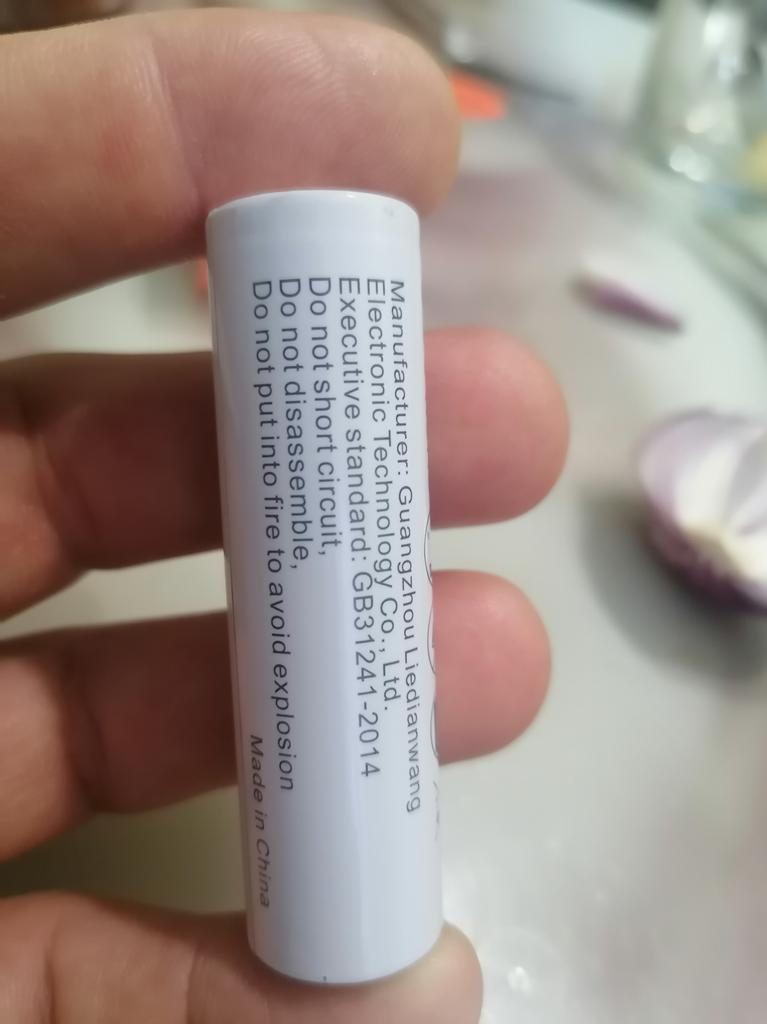 Manufacturer: Guangzhou Liedianwang
Electronic Technology Co., Ltd.
Executive standard: GB31241-2014
Do not short circuit,
Do not disassemble,
Do not put into fire to avoid explosion
Made in China